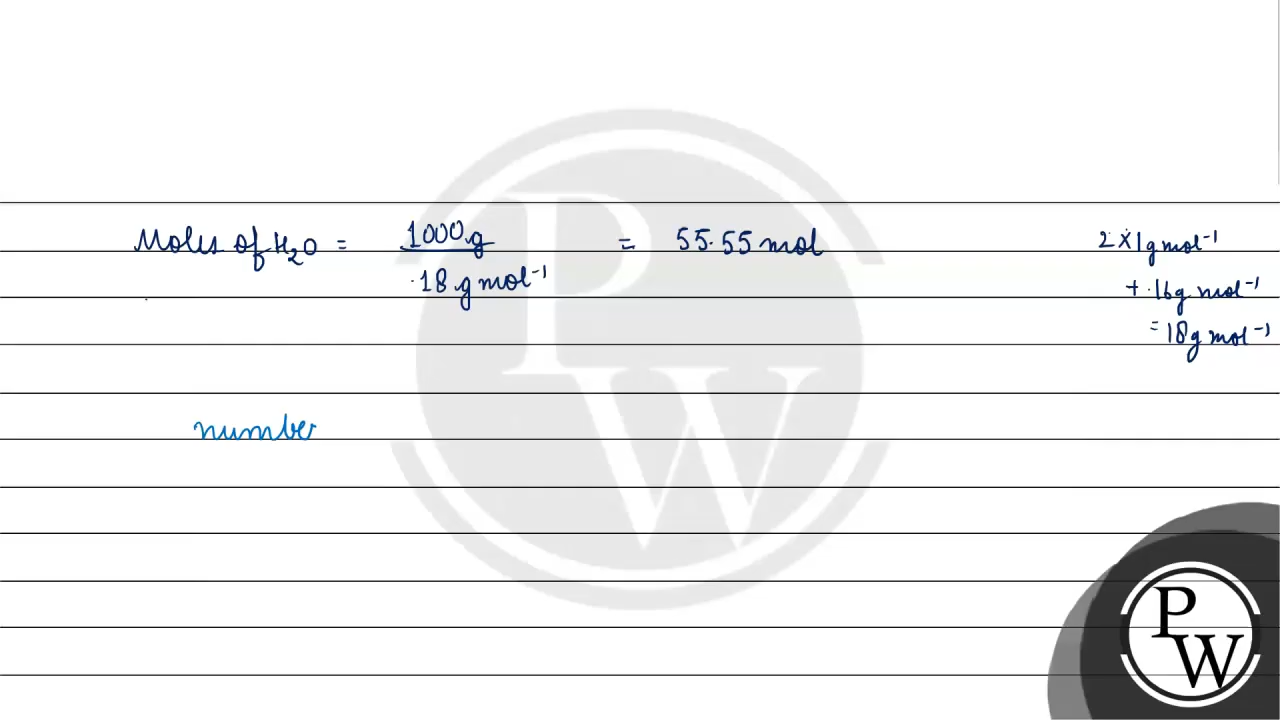 Moles of H₂O = 1000 g / 18 g mol⁻¹ = 55.55 mol
2 × 1 g mol⁻¹
+ 16 g mol⁻¹
= 18 g mol⁻¹
number
P
W
P
W